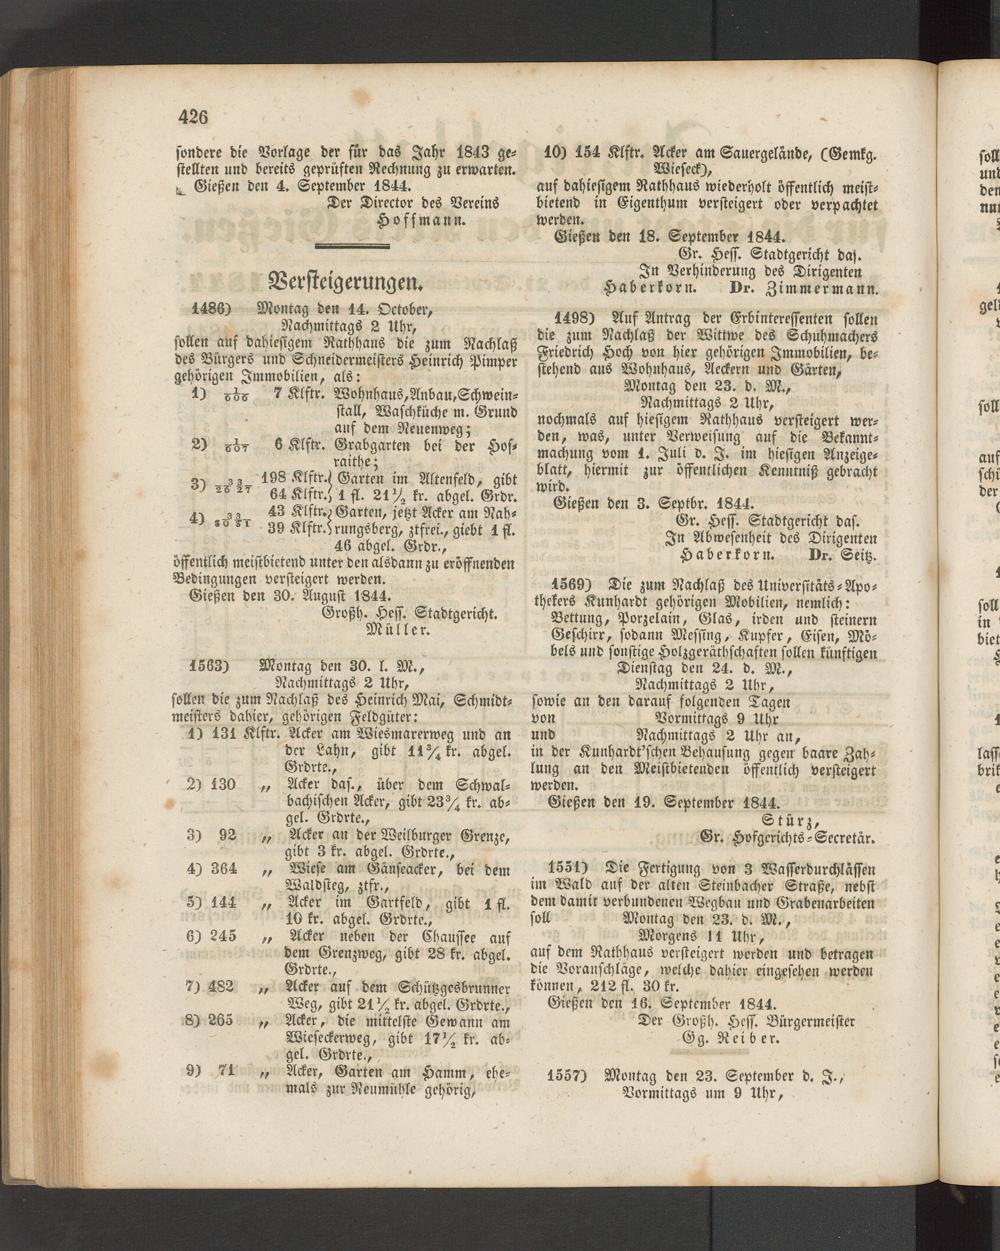 426
sondere die Vorlage der für das Jahr 1843 ge-
stellten und bereits geprüften Rechnung zu erwarten.
Gießen den 4. September 1844.
Der Director des Vereins
Hoffmann.
Versteigerungen.
1486) Montag den 14. October,
Nachmittags 2 Uhr,
sollen auf dahiesigem Rathhaus die zum Nachlaß
des Bürgers und Schneidermeisters Heinrich Pimper
gehörigen Immobilien, als:
1) 1/606 7 Klftr. Wohnhaus, Anbau, Schwein-
stall, Waschküche m. Grund
auf dem Neuenweg;
2) 1/607 6 Klftr. Grabgarten bei der Hof-
raithe;
3) 198 Klftr. Garten im Altenfeld, gibt
64 Klftr. 1 fl. 21½ kr. abgel. Grdr.
4) 43 Klftr. Garten, jetzt Acker am Nah-
39 Klftr. rungsberg, ztfrei., giebt 1 fl.
46 abgel. Grdr.,
öffentlich meistbietend unter den alsdann zu eröffnenden
Bedingungen versteigert werden.
Gießen den 30. August 1844.
Großh. Hess. Stadtgericht.
Müller.
1563) Montag den 30. l. M.,
Nachmittags 2 Uhr,
sollen die zum Nachlaß des Heinrich Mai, Schmidt-
meisters dahier, gehörigen Feldgüter:
1) 131 Klftr. Acker am Wiesmarerweg und an
der Lahn, gibt 11¾ kr. abgel.
Grdrte.,
2) 130 „ Acker das., über dem Schwal-
bachischen Acker, gibt 23¾ kr. ab-
gel. Grdrte.,
3) 92 „ Acker an der Weilburger Grenze,
gibt 3 kr. abgel. Grdrte.,
4) 364 „ Wiese am Gänseacker, bei dem
Waldsteg, ztfr.,
5) 144 „ Acker im Gartfeld, gibt 1 fl.
10 kr. abgel. Grdrte.,
6) 245 „ Acker neben der Chaussee auf
dem Grenzweg, gibt 28 kr. abgel.
Grdrte.,
7) 482 „ Acker auf dem Schützgesbrunner
Weg, gibt 21½ kr. abgel. Grdrte.,
8) 265 „ Acker, die mittelste Gewann am
Wieseckerweg, gibt 17½ kr. ab-
gel. Grdrte.,
9) 71 „ Acker, Garten am Hamm, ehe-
mals zur Neumühle gehörig,
10) 154 Klftr. Acker am Sauergelände, (Gemkg.
Wieseck),
auf dahiesigem Rathhaus wiederholt öffentlich meist-
bietend in Eigenthum versteigert oder verpachtet
werden.
Gießen den 18. September 1844.
Gr. Hess. Stadtgericht das.
In Verhinderung des Dirigenten
Haberkorn. Dr. Zimmermann.
1498) Auf Antrag der Erbinteressenten sollen
die zum Nachlaß der Wittwe des Schuhmachers
Friedrich Hoch von hier gehörigen Immobilien, be-
stehend aus Wohnhaus, Aeckern und Gärten,
Montag den 23. d. M.,
Nachmittags 2 Uhr,
nochmals auf hiesigem Rathhaus versteigert wer-
den, was, unter Verweisung auf die Bekannt-
machung vom 1. Juli d. J. im hiesigen Anzeige-
blatt, hiermit zur öffentlichen Kenntniß gebracht
wird.
Gießen den 3. Septbr. 1844.
Gr. Hess. Stadtgericht das.
In Abwesenheit des Dirigenten
Haberkorn. Dr. Seitz.
1569) Die zum Nachlaß des Universitäts-Apo-
thekers Kunhardt gehörigen Mobilien, nemlich:
Bettung, Porzelain, Glas, irden und steinern
Geschirr, sodann Messing, Kupfer, Eisen, Mö-
bels und sonstige Holzgeräthschaften sollen künftigen
Dienstag den 24. d. M.,
Nachmittags 2 Uhr,
sowie an den darauf folgenden Tagen
von Vormittags 9 Uhr
und Nachmittags 2 Uhr an,
in der Kunhardt'schen Behausung gegen baare Zah-
lung an den Meistbietenden öffentlich versteigert
werden.
Gießen den 19. September 1844.
Stürz,
Gr. Hofgerichts-Secretär.
1551) Die Fertigung von 3 Wasserdurchlässen
im Wald auf der alten Steinbacher Straße, nebst
dem damit verbundenen Wegbau und Grabenarbeiten
soll Montag den 23. d. M.,
Morgens 11 Uhr,
auf dem Rathhaus versteigert werden und betragen
die Voranschläge, welche dahier eingesehen werden
können, 212 fl. 30 kr.
Gießen den 16. September 1844.
Der Großh. Hess. Bürgermeister
Gg. Reiber.
1557) Montag den 23. September d. J.,
Vormittags um 9 Uhr,